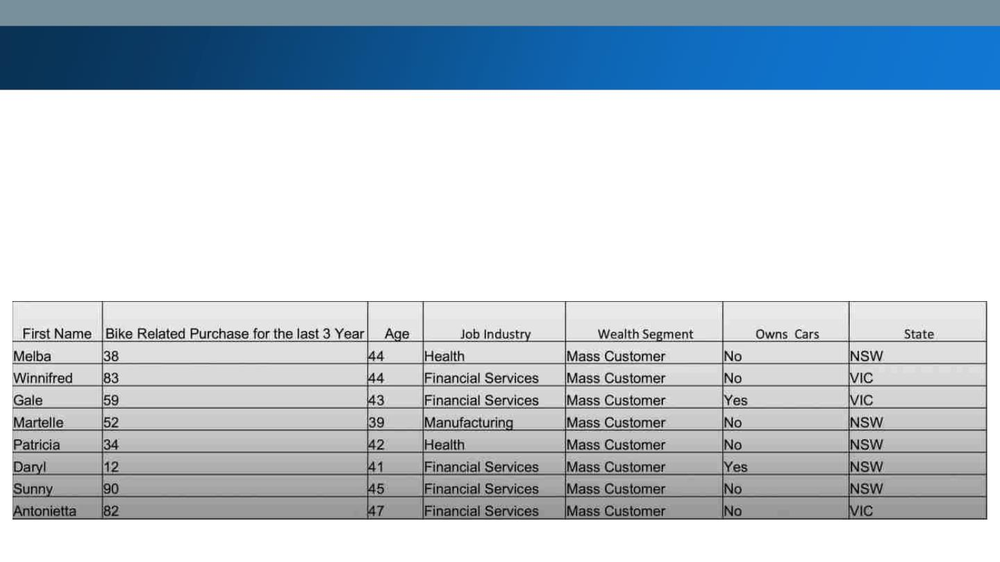 First Name Bike Related Purchase for the last 3 Year Age Job Industry Wealth Segment Owns Cars State
Melba 38 44 Health Mass Customer No NSW
Winnifred 83 44 Financial Services Mass Customer No VIC
Gale 59 43 Financial Services Mass Customer Yes VIC
Martelle 52 39 Manufacturing Mass Customer No NSW
Patricia 34 42 Health Mass Customer No NSW
Daryl 12 41 Financial Services Mass Customer Yes NSW
Sunny 90 45 Financial Services Mass Customer No NSW
Antonietta 82 47 Financial Services Mass Customer No VIC